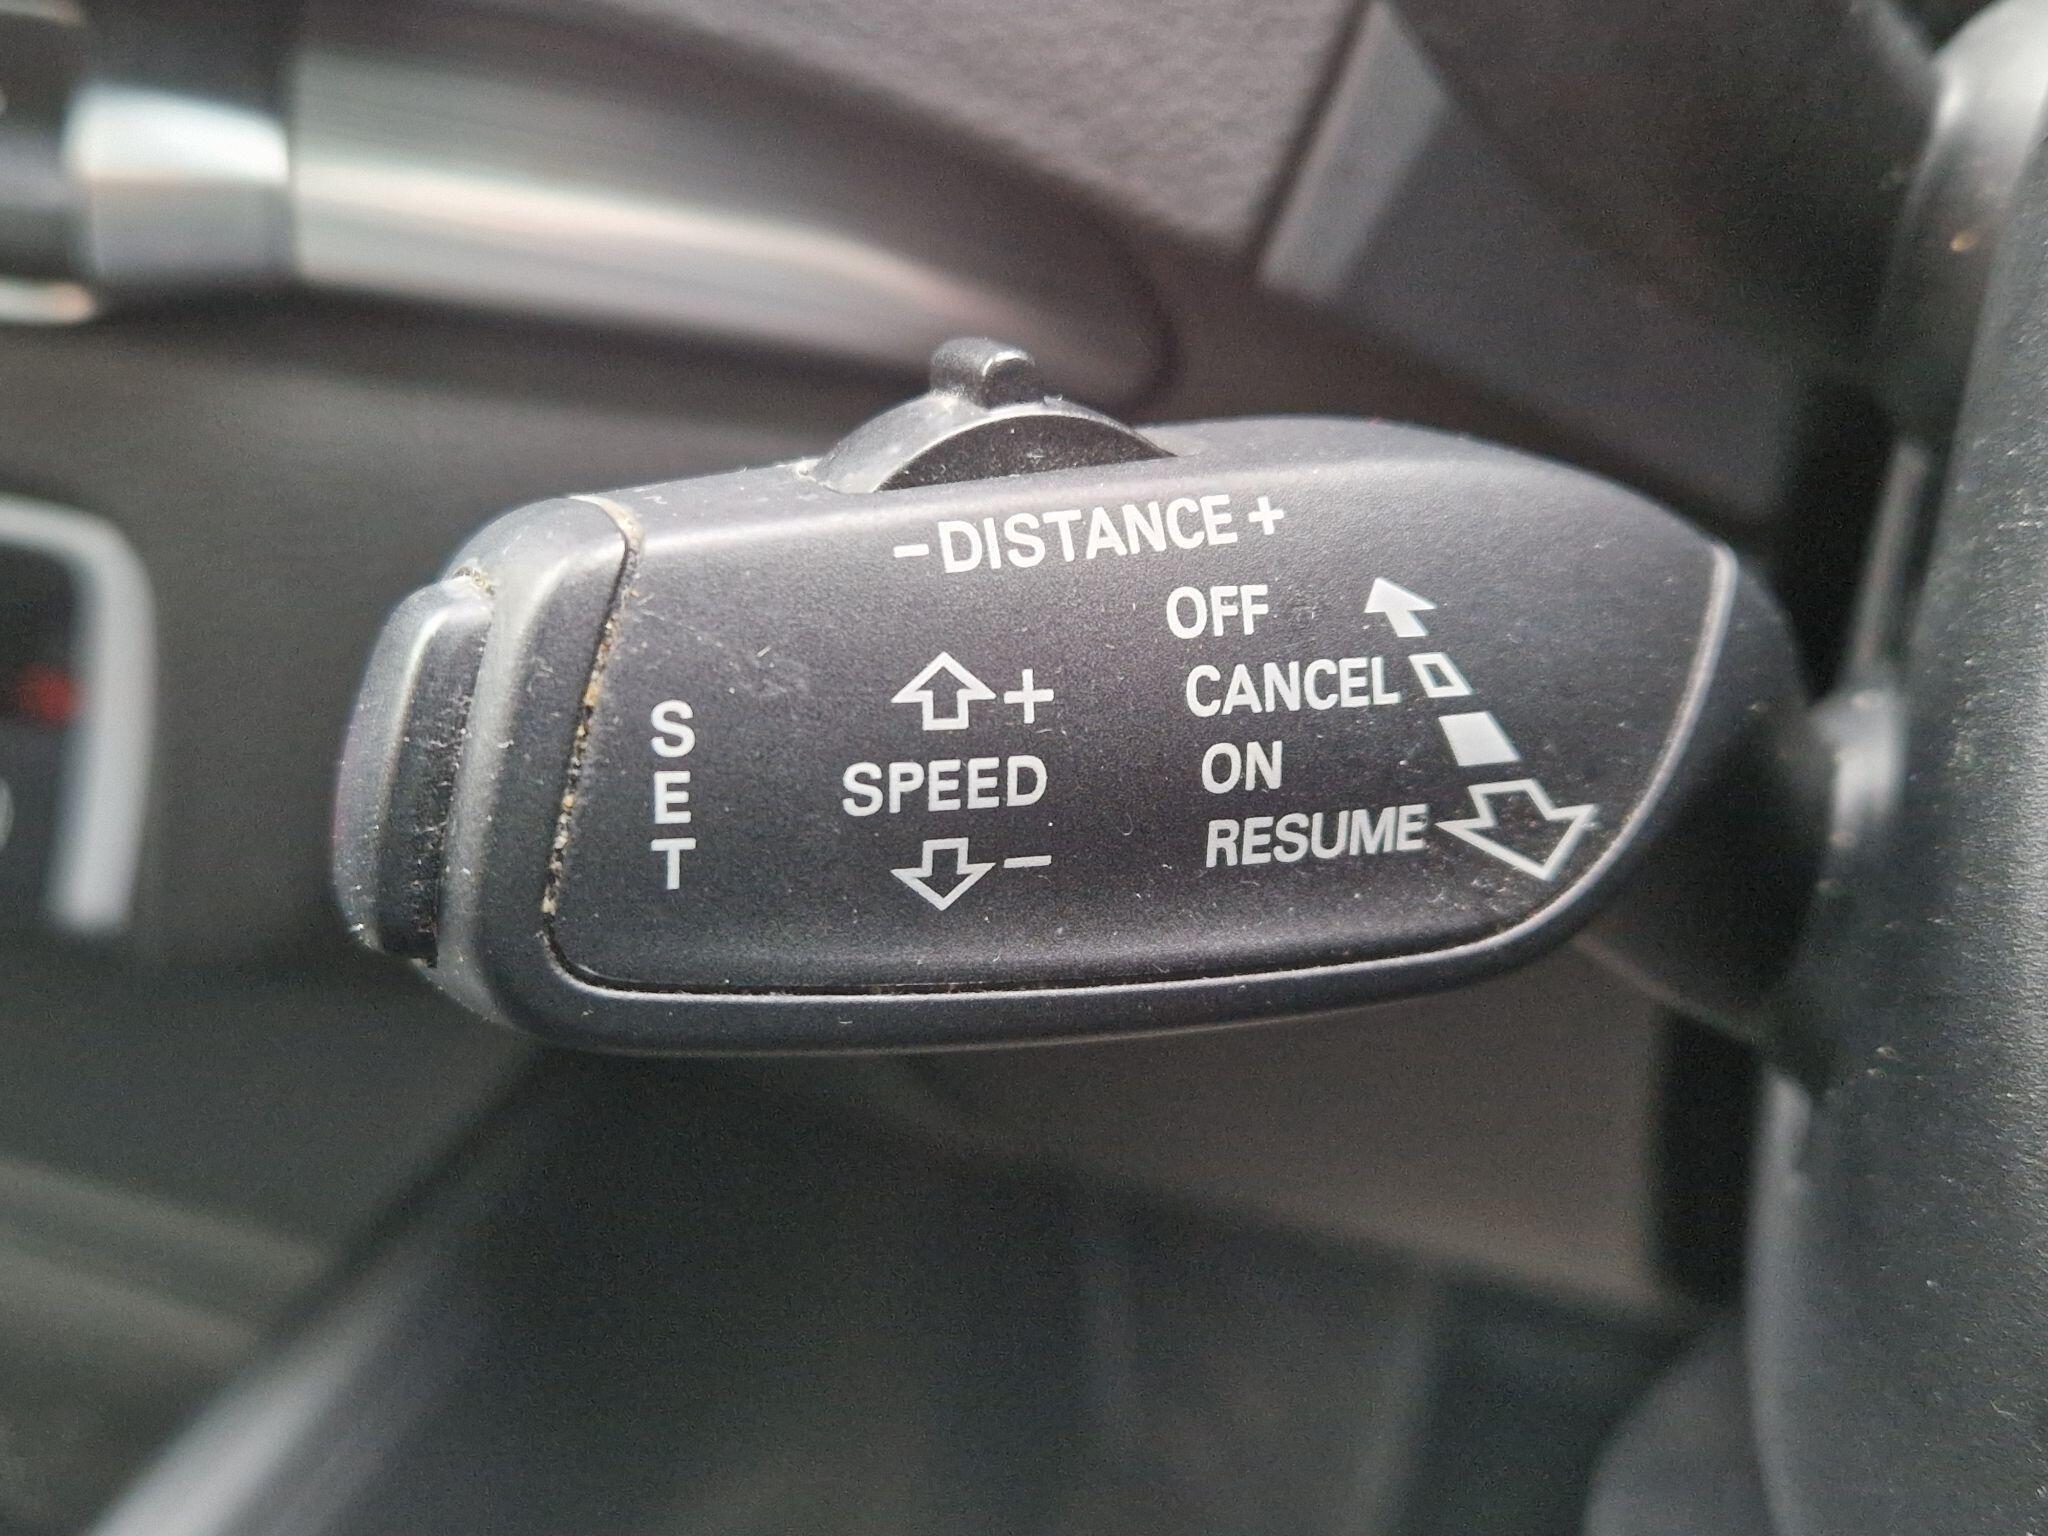 -DISTANCE+
OFF
CANCEL
ON
RESUME
+
SPEED
-
SET